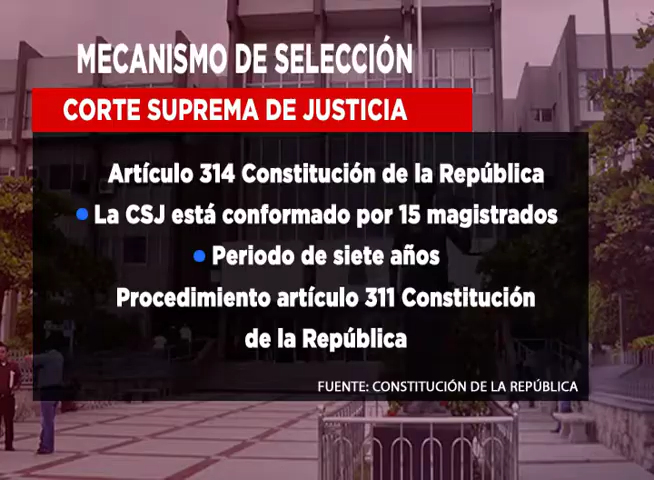 MECANISMO DE SELECCIÓN
CORTE SUPREMA DE JUSTICIA
Artículo 314 Constitución de la República
La CSJ está conformado por 15 magistrados
Periodo de siete años
Procedimiento artículo 311 Constitución
de la República
FUENTE: CONSTITUCIÓN DE LA REPÚBLICA